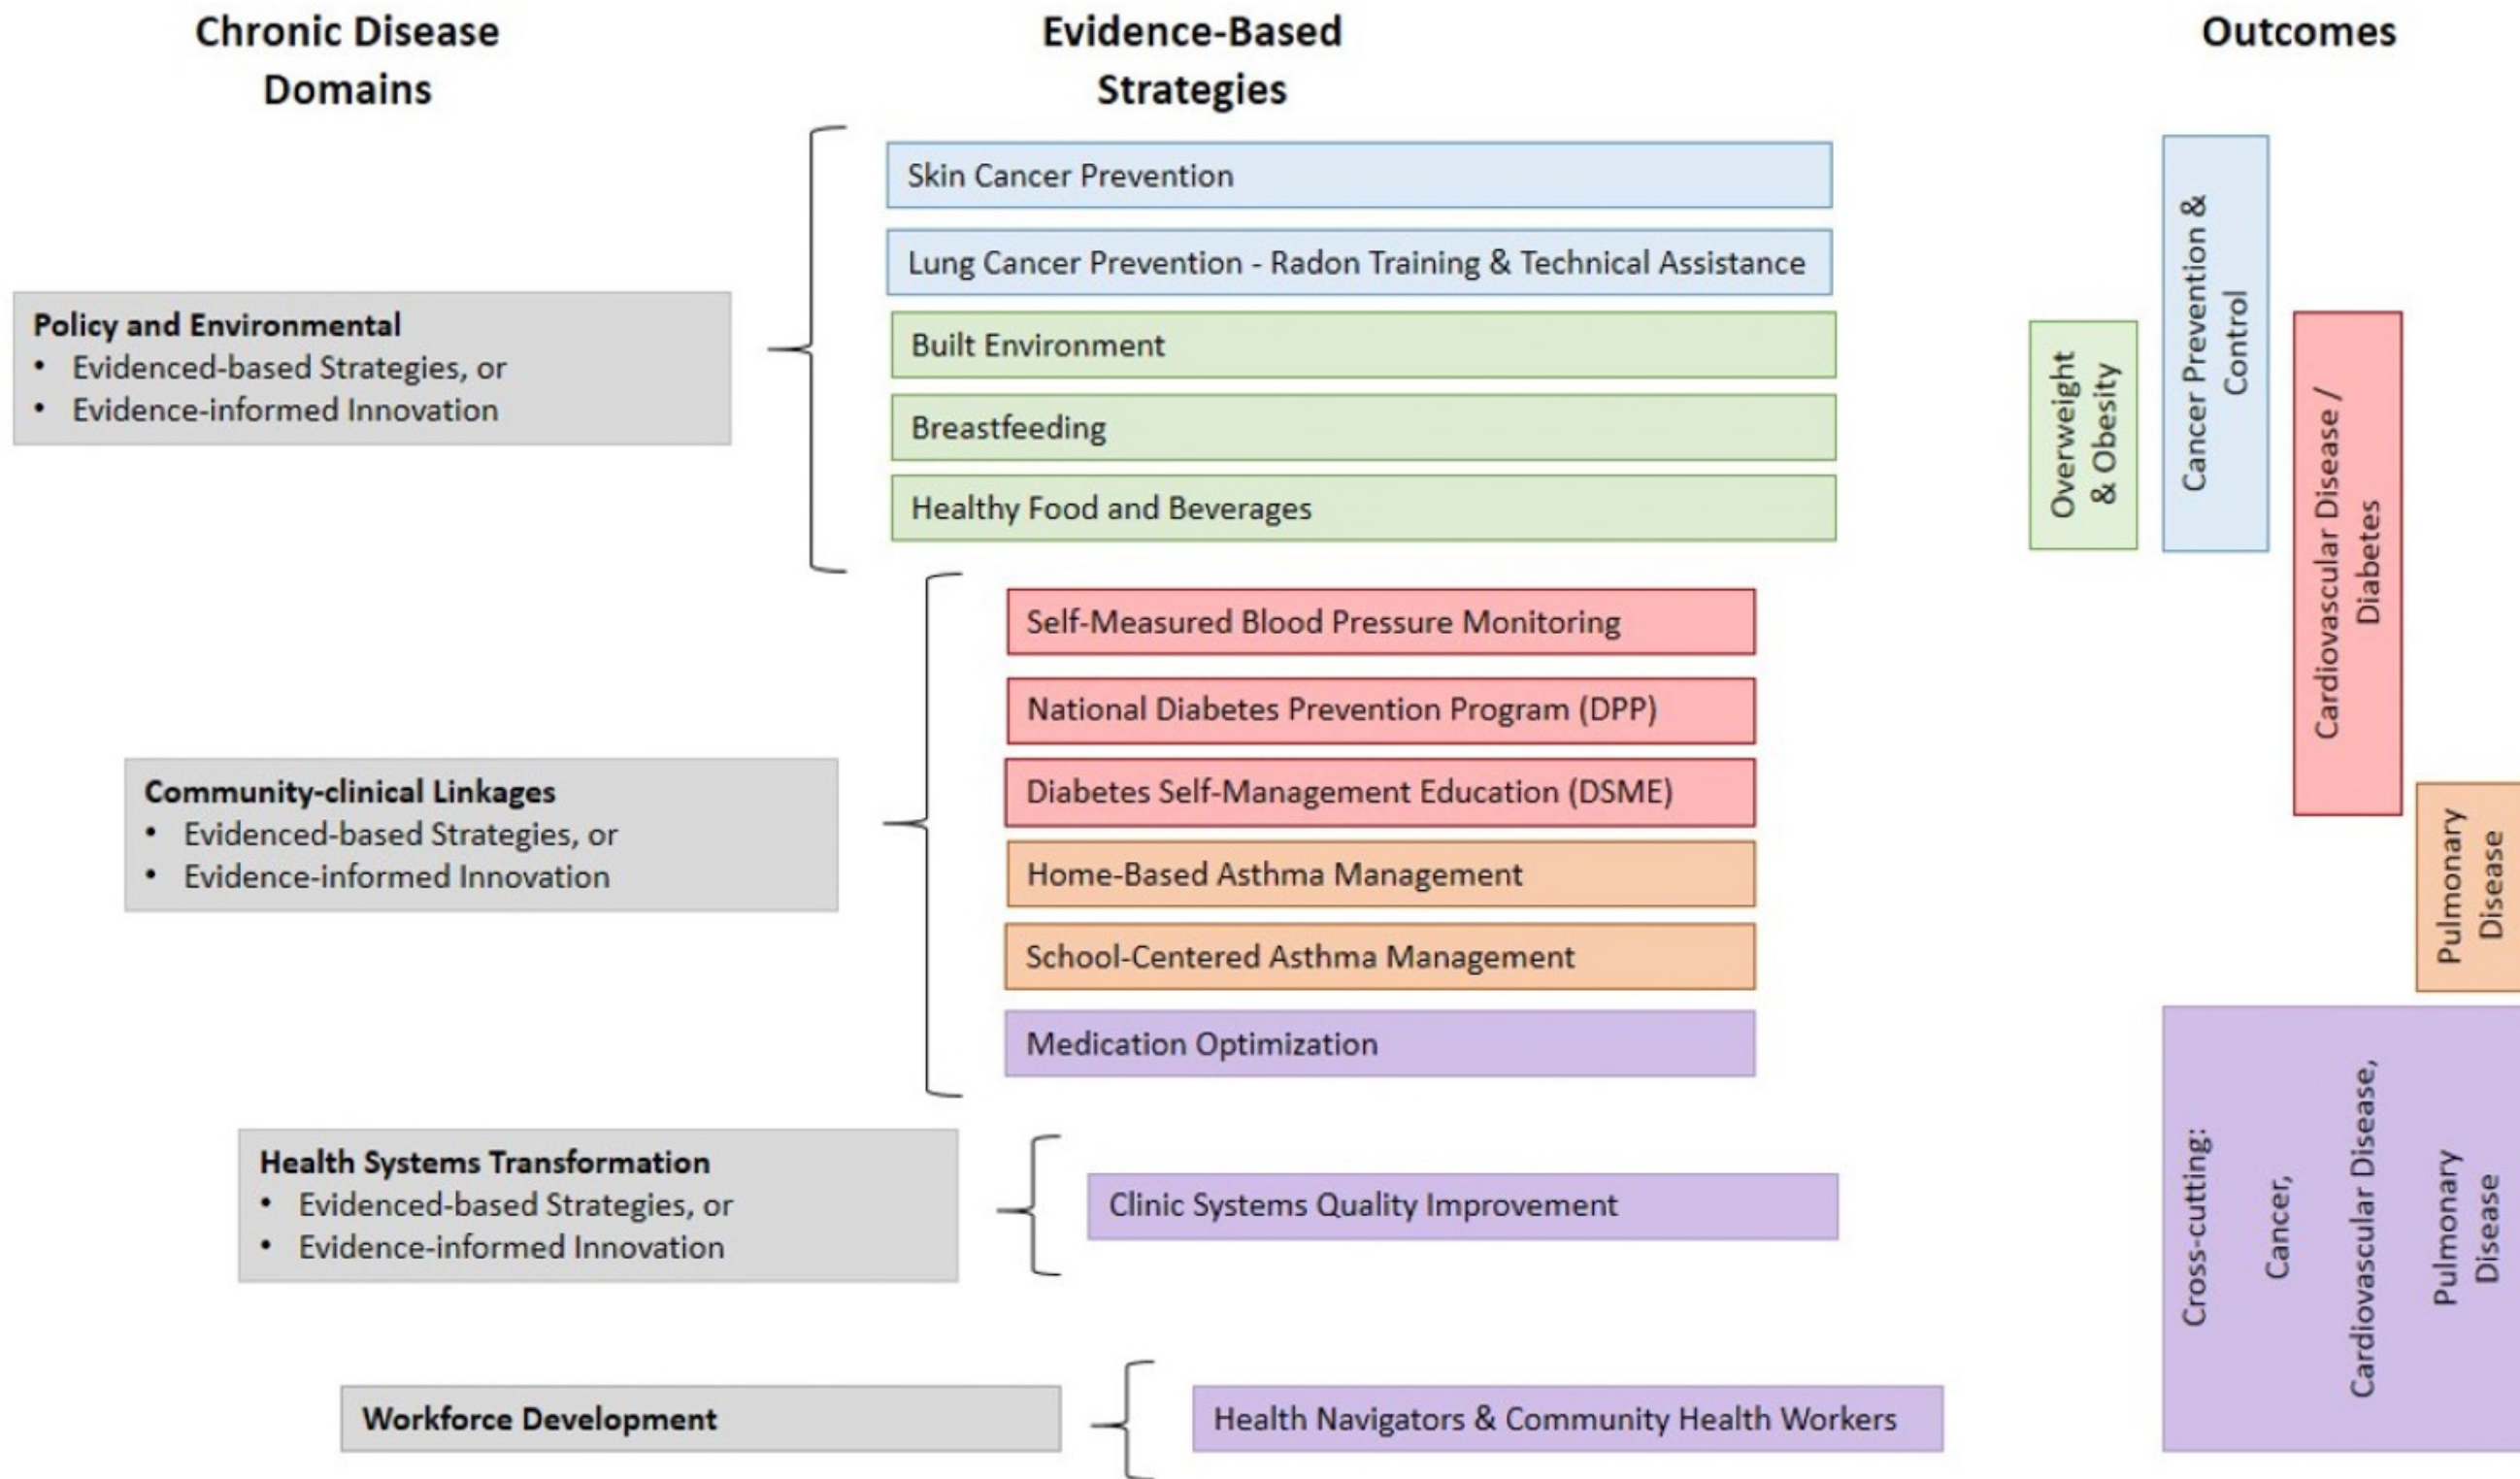 Chronic Disease
Domains
Evidence-Based
Strategies
Outcomes
Policy and Environmental
• Evidenced-based Strategies, or
• Evidence-informed Innovation
Skin Cancer Prevention
Lung Cancer Prevention - Radon Training & Technical Assistance
Built Environment
Breastfeeding
Healthy Food and Beverages
Community-clinical Linkages
• Evidenced-based Strategies, or
• Evidence-informed Innovation
Self-Measured Blood Pressure Monitoring
National Diabetes Prevention Program (DPP)
Diabetes Self-Management Education (DSME)
Home-Based Asthma Management
School-Centered Asthma Management
Medication Optimization
Health Systems Transformation
• Evidenced-based Strategies, or
• Evidence-informed Innovation
Clinic Systems Quality Improvement
Workforce Development
Health Navigators & Community Health Workers
Overweight
& Obesity
Cancer Prevention &
Control
Cardiovascular Disease /
Diabetes
Pulmonary
Disease
Cross-cutting:
Cancer,
Cardiovascular Disease,
Pulmonary
Disease